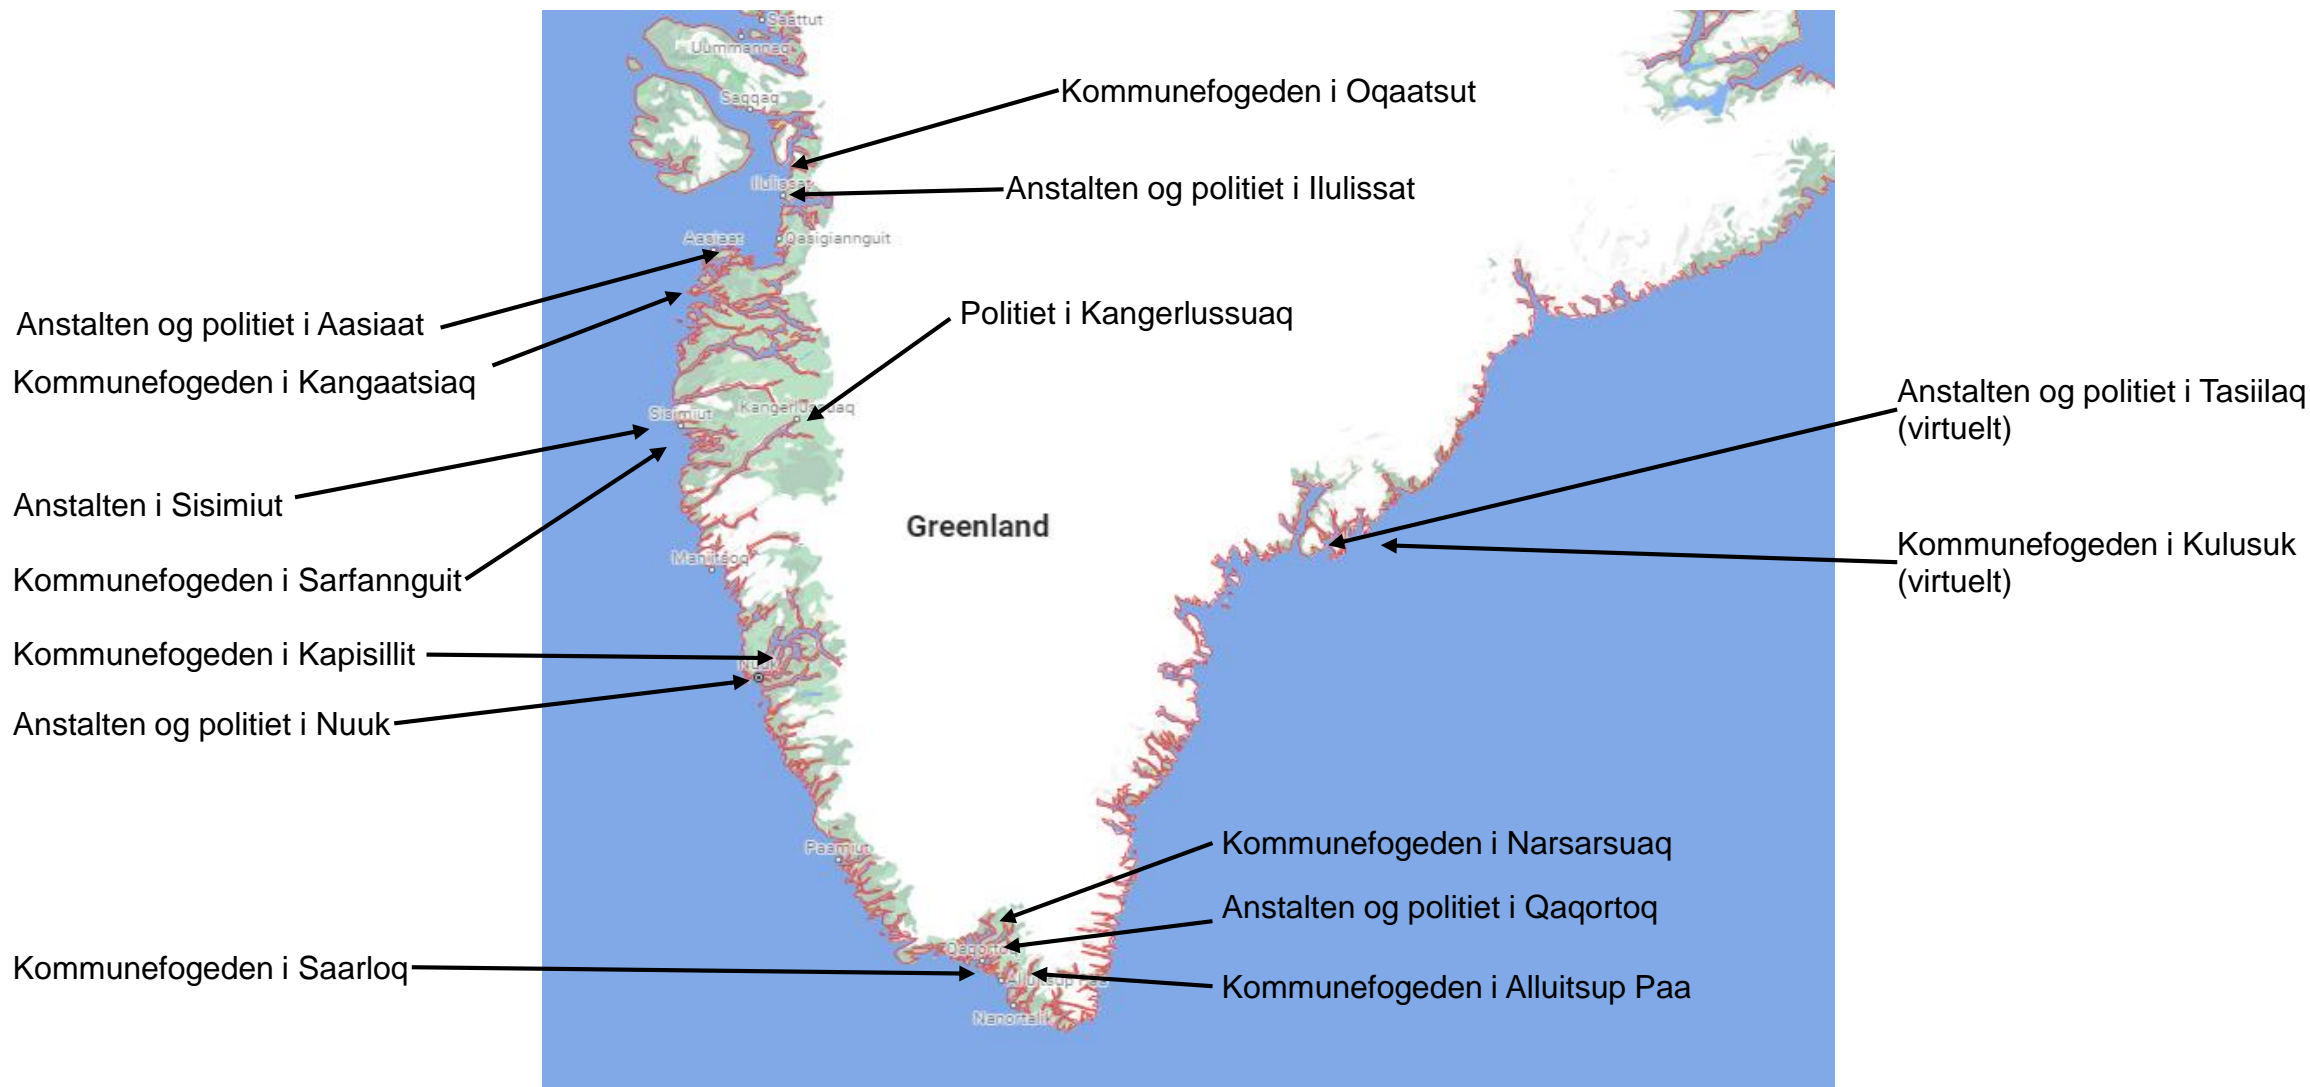 Saattut
Uummannaq
Kommunefogeden i Oqaatsut
Saqqaq
Ilulissat
Anstalten og politiet i Ilulissat
Aasiaat
Qasigiannguit
Anstalten og politiet i Aasiaat
Politiet i Kangerlussuaq
Kommunefogeden i Kangaatsiaq
Anstalten og politiet i Tasiilaq
(virtuelt)
Sisimiut
Kangerlussuaq
Anstalten i Sisimiut
Greenland
Kommunefogeden i Kulusuk
(virtuelt)
Maniitsoq
Kommunefogeden i Sarfannguit
Kommunefogeden i Kapisillit
Nuuk
Anstalten og politiet i Nuuk
Paamiut
Kommunefogeden i Narsarsuaq
Anstalten og politiet i Qaqortoq
Qaqortoq
Kommunefogeden i Saarloq
Alluitsup Paa
Kommunefogeden i Alluitsup Paa
Nanortalik